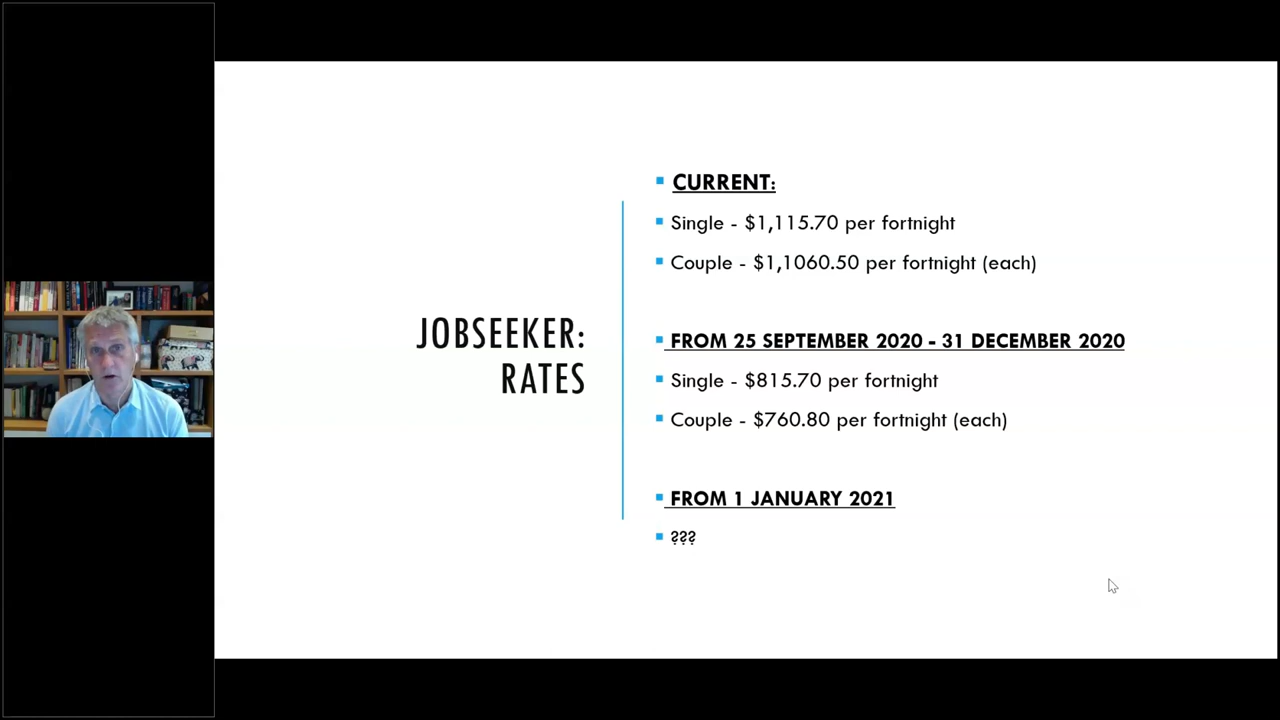 JOBSEEKER:
RATES
CURRENT:
Single - $1,115.70 per fortnight
Couple - $1,1060.50 per fortnight (each)
FROM 25 SEPTEMBER 2020 - 31 DECEMBER 2020
Single - $815.70 per fortnight
Couple - $760.80 per fortnight (each)
FROM 1 JANUARY 2021
???